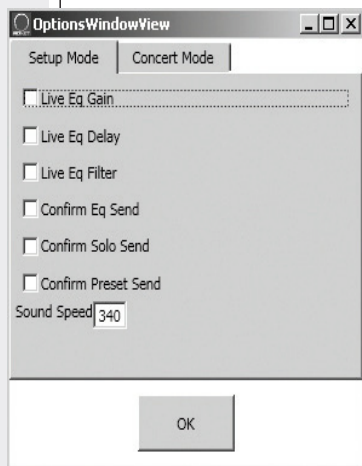 OptionsWindowView
Setup Mode Concert Mode
Live Eq Gain
Live Eq Delay
Live Eq Filter
Confirm Eq Send
Confirm Solo Send
Confirm Preset Send
Sound Speed 340
OK